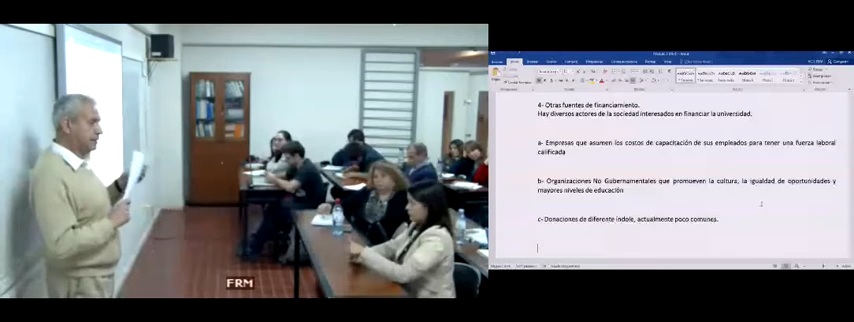 4- Otras fuentes de financiamiento.
Hay diversos actores de la sociedad interesados en financiar la universidad.
a- Empresas que asumen los costos de capacitación de sus empleados para tener una fuerza laboral
calificada
b- Organizaciones No Gubernamentales que promueven la cultura, la igualdad de oportunidades y
mayores niveles de educación
c- Donaciones de diferente índole, actualmente poco comunes.
FRM